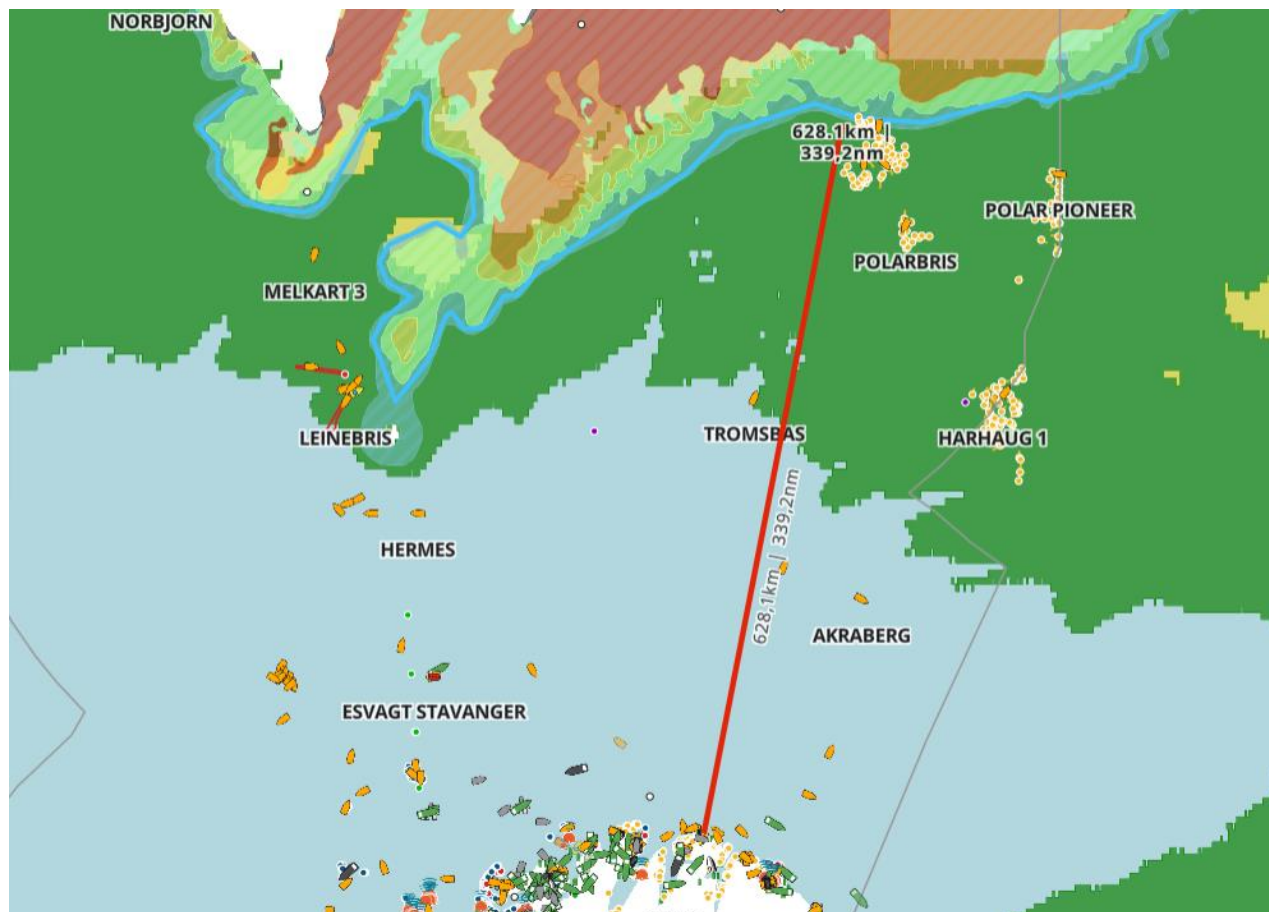 NORBJORN
628.1km |
339,2nm
POLAR PIONEER
POLARBRIS
MELKART 3
LEINEBRIS
TROMSBAS
HARHAUG 1
628,1km | 339,2nm
HERMES
AKRABERG
ESVAGT STAVANGER